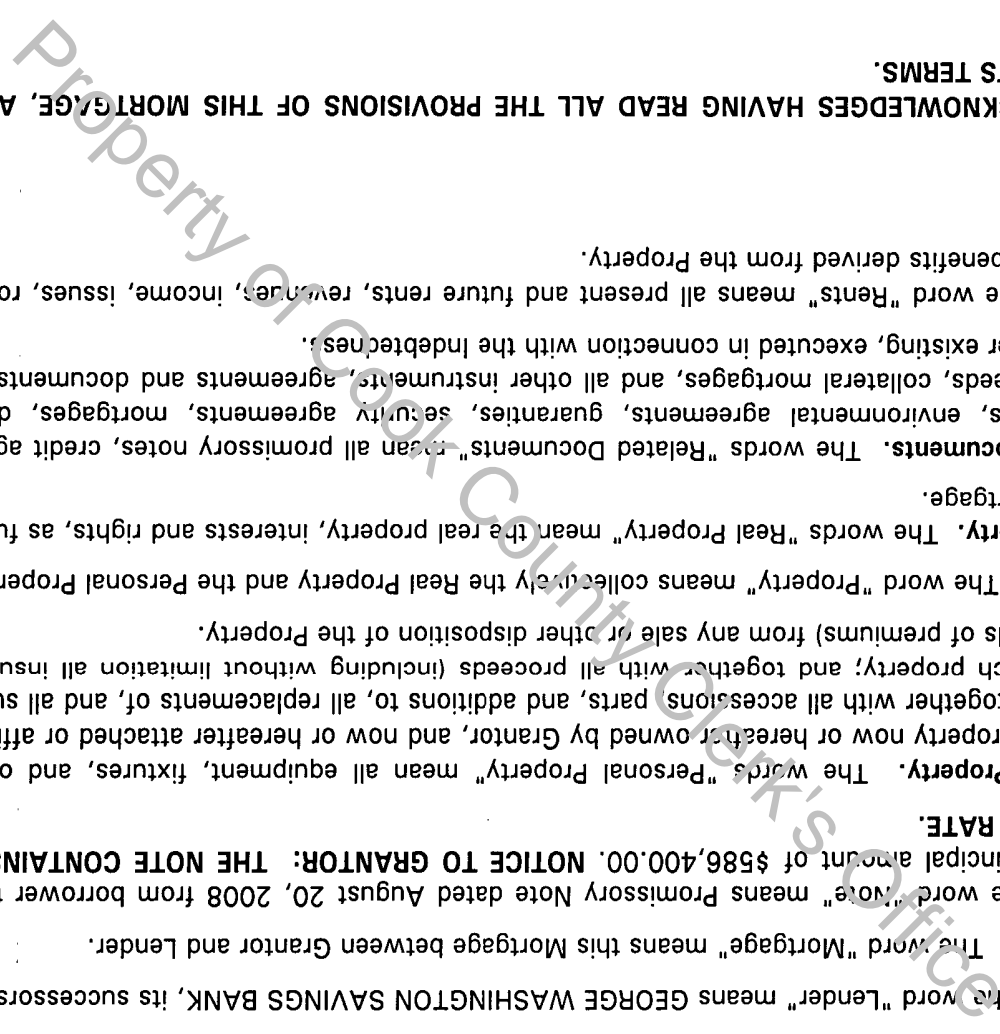 he word "Lender" means GEORGE WASHINGTON SAVINGS BANK, its successors
The word "Mortgage" means this Mortgage between Grantor and Lender.
e word "Note" means Promissory Note dated August 20, 2008 from borrower t
ncipal amount of $586,400.00. NOTICE TO GRANTOR: THE NOTE CONTAINS
RATE.
Property. The words "Personal Property" mean all equipment, fixtures, and o
roperty now or hereafter owned by Grantor, and now or hereafter attached or affi
together with all accessions, parts, and additions to, all replacements of, and all su
ch property; and together with all proceeds (including without limitation all insu
ds of premiums) from any sale or other disposition of the Property.
The word "Property" means collectively the Real Property and the Personal Proper
rty. The words "Real Property" mean the real property, interests and rights, as fu
rtgage.
ocuments. The words "Related Documents" mean all promissory notes, credit ag
s, environmental agreements, guaranties, security agreements, mortgages, d
eeds, collateral mortgages, and all other instruments, agreements and documents
er existing, executed in connection with the Indebtedness.
e word "Rents" means all present and future rents, revenues, income, issues, ro
benefits derived from the Property.
KNOWLEDGES HAVING READ ALL THE PROVISIONS OF THIS MORTGAGE, A
TS TERMS.
Property of Cook County Clerk's Office